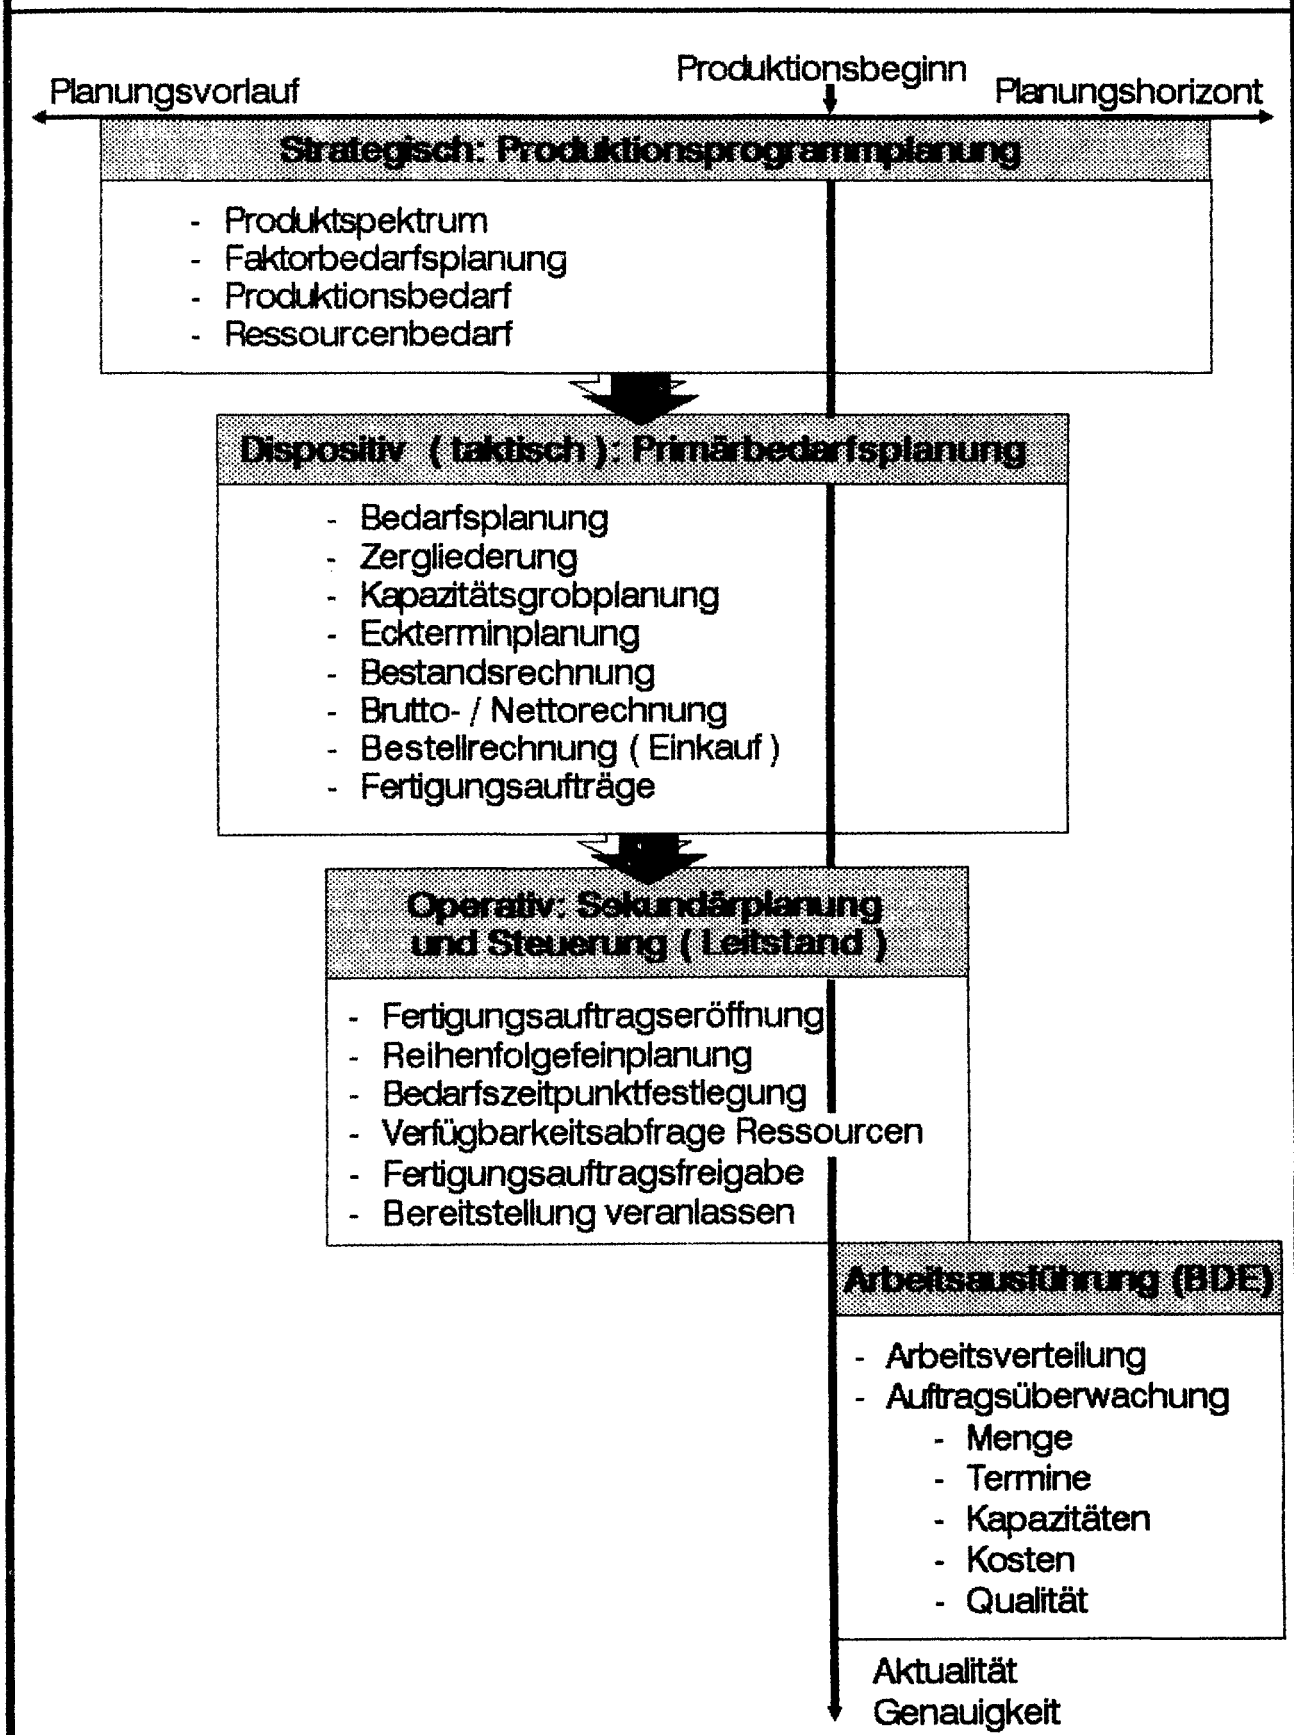 Produktionsbeginn
Planungsvorlauf
Planungshorizont
Strategisch: Produktionsprogrammplanung
- Produktspektrum
- Faktorbedarfsplanung
- Produktionsbedarf
- Ressourcenbedarf
Dispositiv ( taktisch ): Primärbedarfsplanung
- Bedarfsplanung
- Zergliederung
- Kapazitätsgrobplanung
- Eckterminplanung
- Bestandsrechnung
- Brutto- / Nettorechnung
- Bestellrechnung ( Einkauf )
- Fertigungsaufträge
Operativ: Sekundärplanung
und Steuerung ( Leitstand )
- Fertigungsauftragseröffnung
- Reihenfolgefeinplanung
- Bedarfszeitpunktfestlegung
- Verfügbarkeitsabfrage Ressourcen
- Fertigungsauftragsfreigabe
- Bereitstellung veranlassen
Arbeitsausführung (BDE)
- Arbeitsverteilung
- Auftragsüberwachung
- Menge
- Termine
- Kapazitäten
- Kosten
- Qualität
Aktualität
Genauigkeit